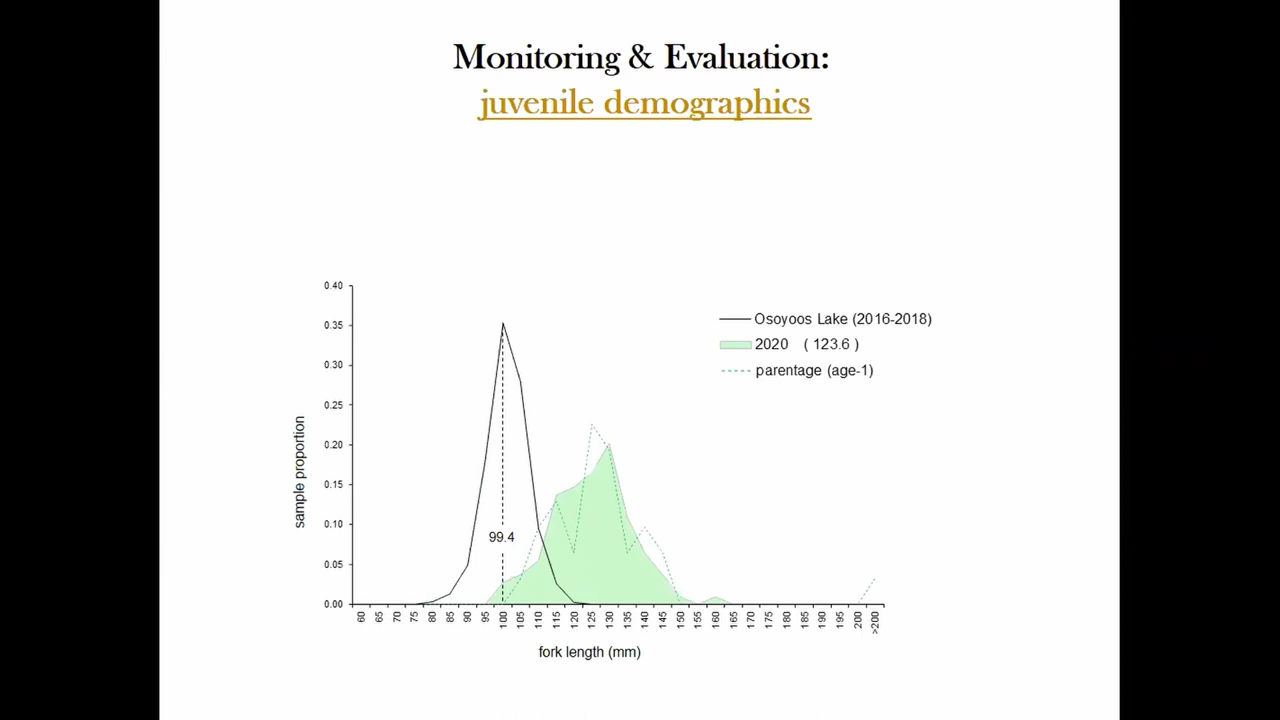 Monitoring & Evaluation:
juvenile demographics
0.40
0.35
0.30
0.25
0.20
0.15
0.10
0.05
0.00
sample proportion
Osoyoos Lake (2016-2018)
2020 ( 123.6 )
parentage (age-1)
99.4
60 65 70 75 80 85 90 95 100 105 110 115 120 125 130 135 140 145 150 155 160 165 170 175 180 185 190 195 200 >200
fork length (mm)